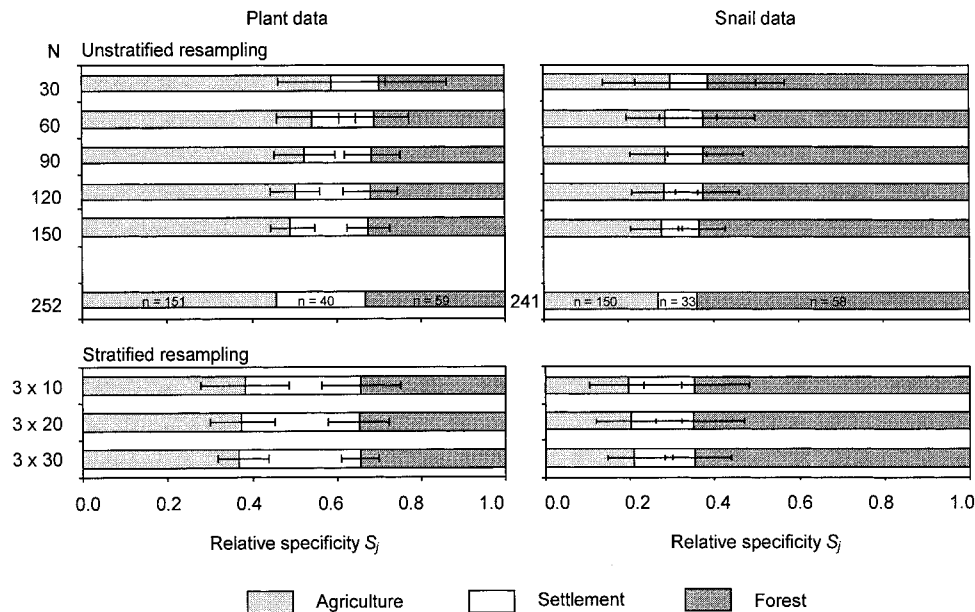 Plant data Snail data
N Unstratified resampling
30
60
90
120
150
252 n = 151 n = 40 n = 59 241 n = 150 n = 33 n = 58
Stratified resampling
3 x 10
3 x 20
3 x 30
0.0 0.2 0.4 0.6 0.8 1.0 0.0 0.2 0.4 0.6 0.8 1.0
Relative specificity Sj Relative specificity Sj
Agriculture Settlement Forest